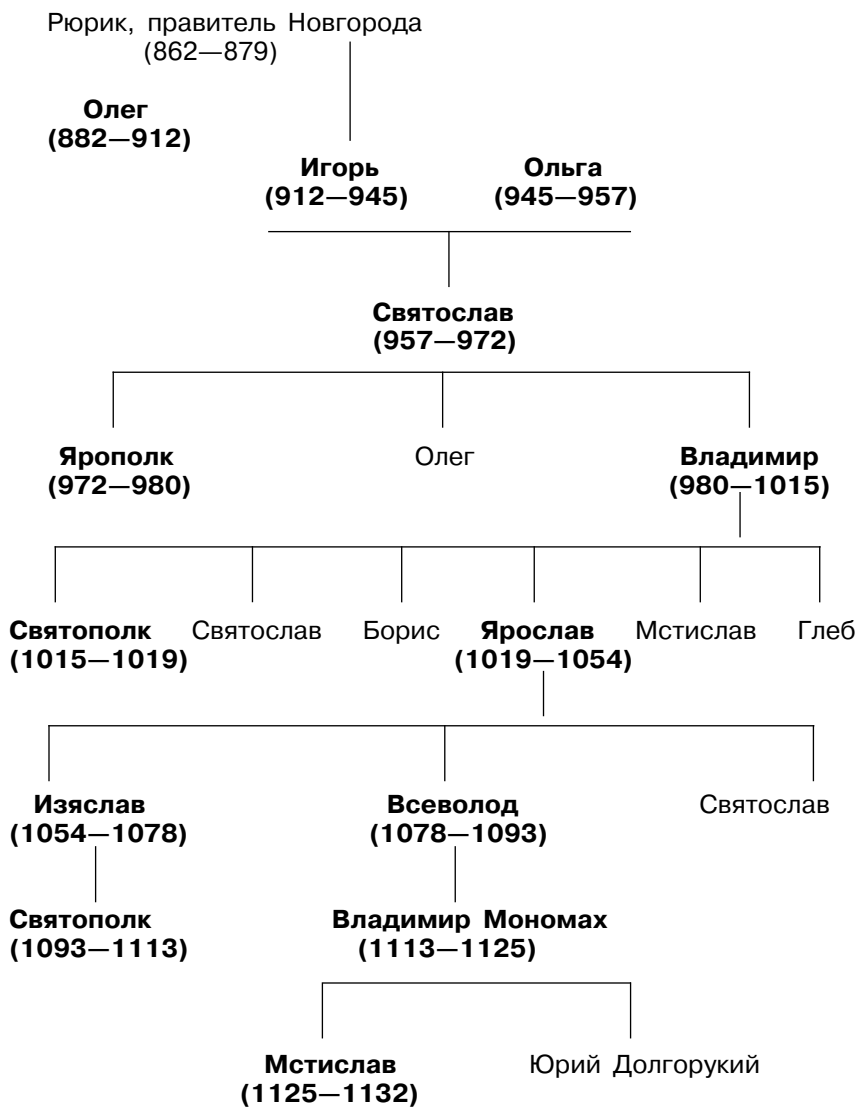 Рюрик, правитель Новгорода
(862—879)
Олег
(882—912)
Игорь Ольга
(912—945) (945—957)
Святослав
(957—972)
Ярополк Олег Владимир
(972—980) (980—1015)
Святополк Святослав Борис Ярослав Мстислав Глеб
(1015—1019) (1019—1054)
Изяслав Всеволод Святослав
(1054—1078) (1078—1093)
Святополк Владимир Мономах
(1093—1113) (1113—1125)
Мстислав Юрий Долгорукий
(1125—1132)